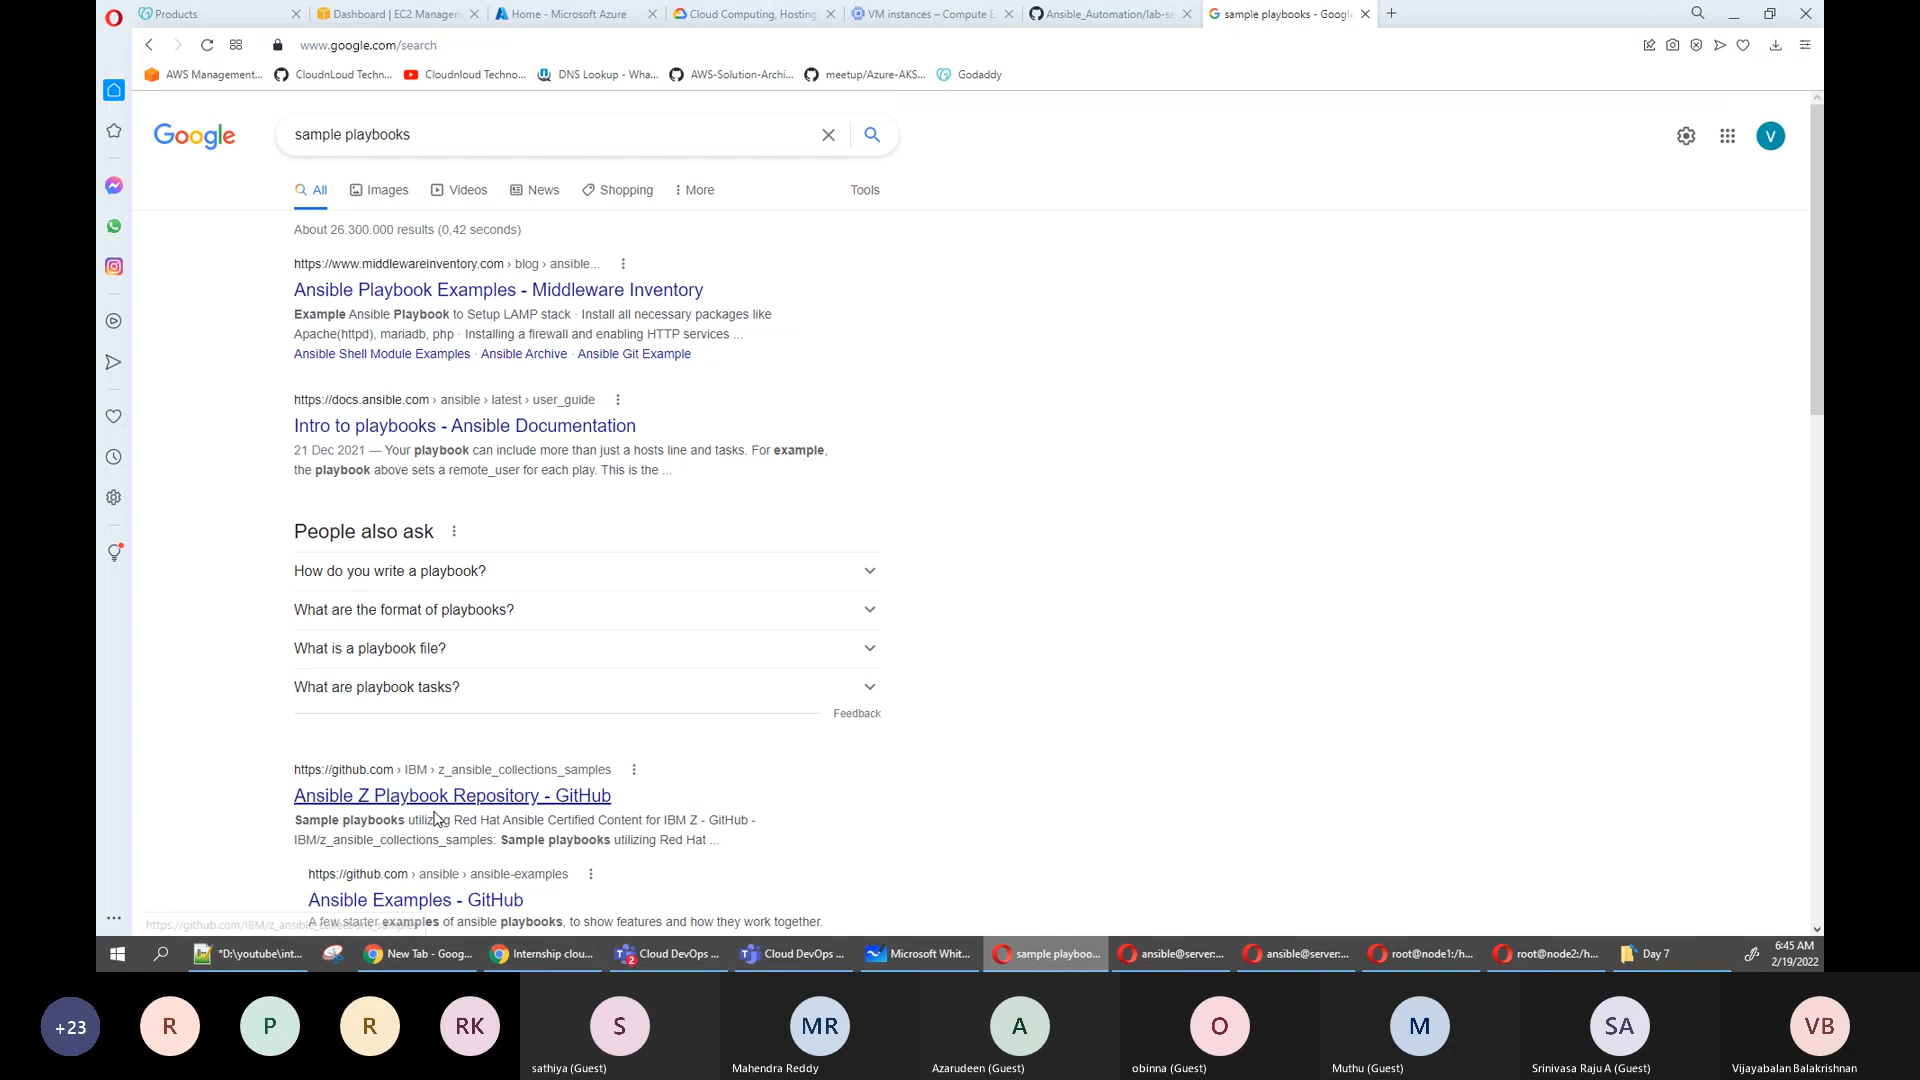 Products
Dashboard | EC2 Managem
Home - Microsoft Azure
Cloud Computing, Hosting
VM instances – Compute E
Ansible_Automation/lab-se
sample playbooks - Google
www.google.com/search
AWS Management...
CloudnLoud Techn...
Cloudnloud Techno...
DNS Lookup - Wha...
AWS-Solution-Archi...
meetup/Azure-AKS...
Godaddy
Google
sample playbooks
V
All
Images
Videos
News
Shopping
More
Tools
About 26.300.000 results (0,42 seconds)
https://www.middlewareinventory.com › blog › ansible...
Ansible Playbook Examples - Middleware Inventory
Example Ansible Playbook to Setup LAMP stack · Install all necessary packages like
Apache(httpd), mariadb, php · Installing a firewall and enabling HTTP services ...
Ansible Shell Module Examples · Ansible Archive · Ansible Git Example
https://docs.ansible.com › ansible › latest › user_guide
Intro to playbooks - Ansible Documentation
21 Dec 2021 — Your playbook can include more than just a hosts line and tasks. For example,
the playbook above sets a remote_user for each play. This is the ...
People also ask
How do you write a playbook?
What are the format of playbooks?
What is a playbook file?
What are playbook tasks?
Feedback
https://github.com › IBM › z_ansible_collections_samples
Ansible Z Playbook Repository - GitHub
Sample playbooks utilizing Red Hat Ansible Certified Content for IBM Z - GitHub -
IBM/z_ansible_collections_samples: Sample playbooks utilizing Red Hat ...
https://github.com › ansible › ansible-examples
Ansible Examples - GitHub
A few starter examples of ansible playbooks, to show features and how they work together.
https://github.com/IBM/z_ansible_collections_samples
*D:\youtube\int...
New Tab - Goog...
Internship clou...
2
Cloud DevOps ...
Cloud DevOps ...
Microsoft Whit...
sample playboo...
ansible@server:...
ansible@server:...
root@node1:/h...
root@node2:/h...
Day 7
6:45 AM
2/19/2022
+23
R
P
R
RK
S
MR
A
O
M
SA
VB
sathiya (Guest)
Mahendra Reddy
Azarudeen (Guest)
obinna (Guest)
Muthu (Guest)
Srinivasa Raju A (Guest)
Vijayabalan Balakrishnan